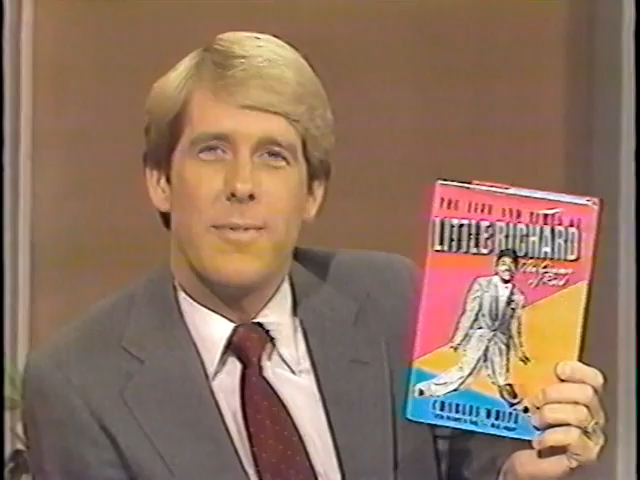 THE LIFE AND TIMES OF
LITTLE RICHARD
The Quasar
of Rock
CHARLES WHITE